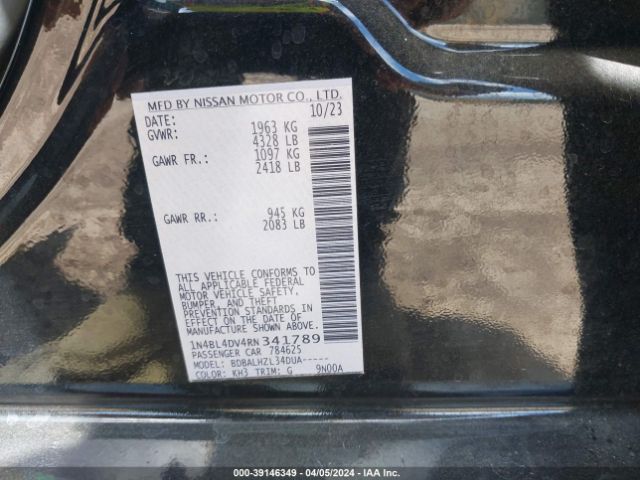 MFD BY NISSAN MOTOR CO., LTD.
DATE: 10/23
GVWR: 1963 KG
4328 LB
GAWR FR.: 1097 KG
2418 LB
GAWR RR.: 945 KG
2083 LB
THIS VEHICLE CONFORMS TO
ALL APPLICABLE FEDERAL
MOTOR VEHICLE SAFETY,
BUMPER, AND THEFT
PREVENTION STANDARDS IN
EFFECT ON THE DATE OF
MANUFACTURE SHOWN ABOVE.
1N4BL4DV4RN341789
PASSENGER CAR 784625
MODEL: BDBALHZL34DUA-----
COLOR: KH3 TRIM: G 9N00A
000-39146349 - 04/05/2024 - IAA Inc.